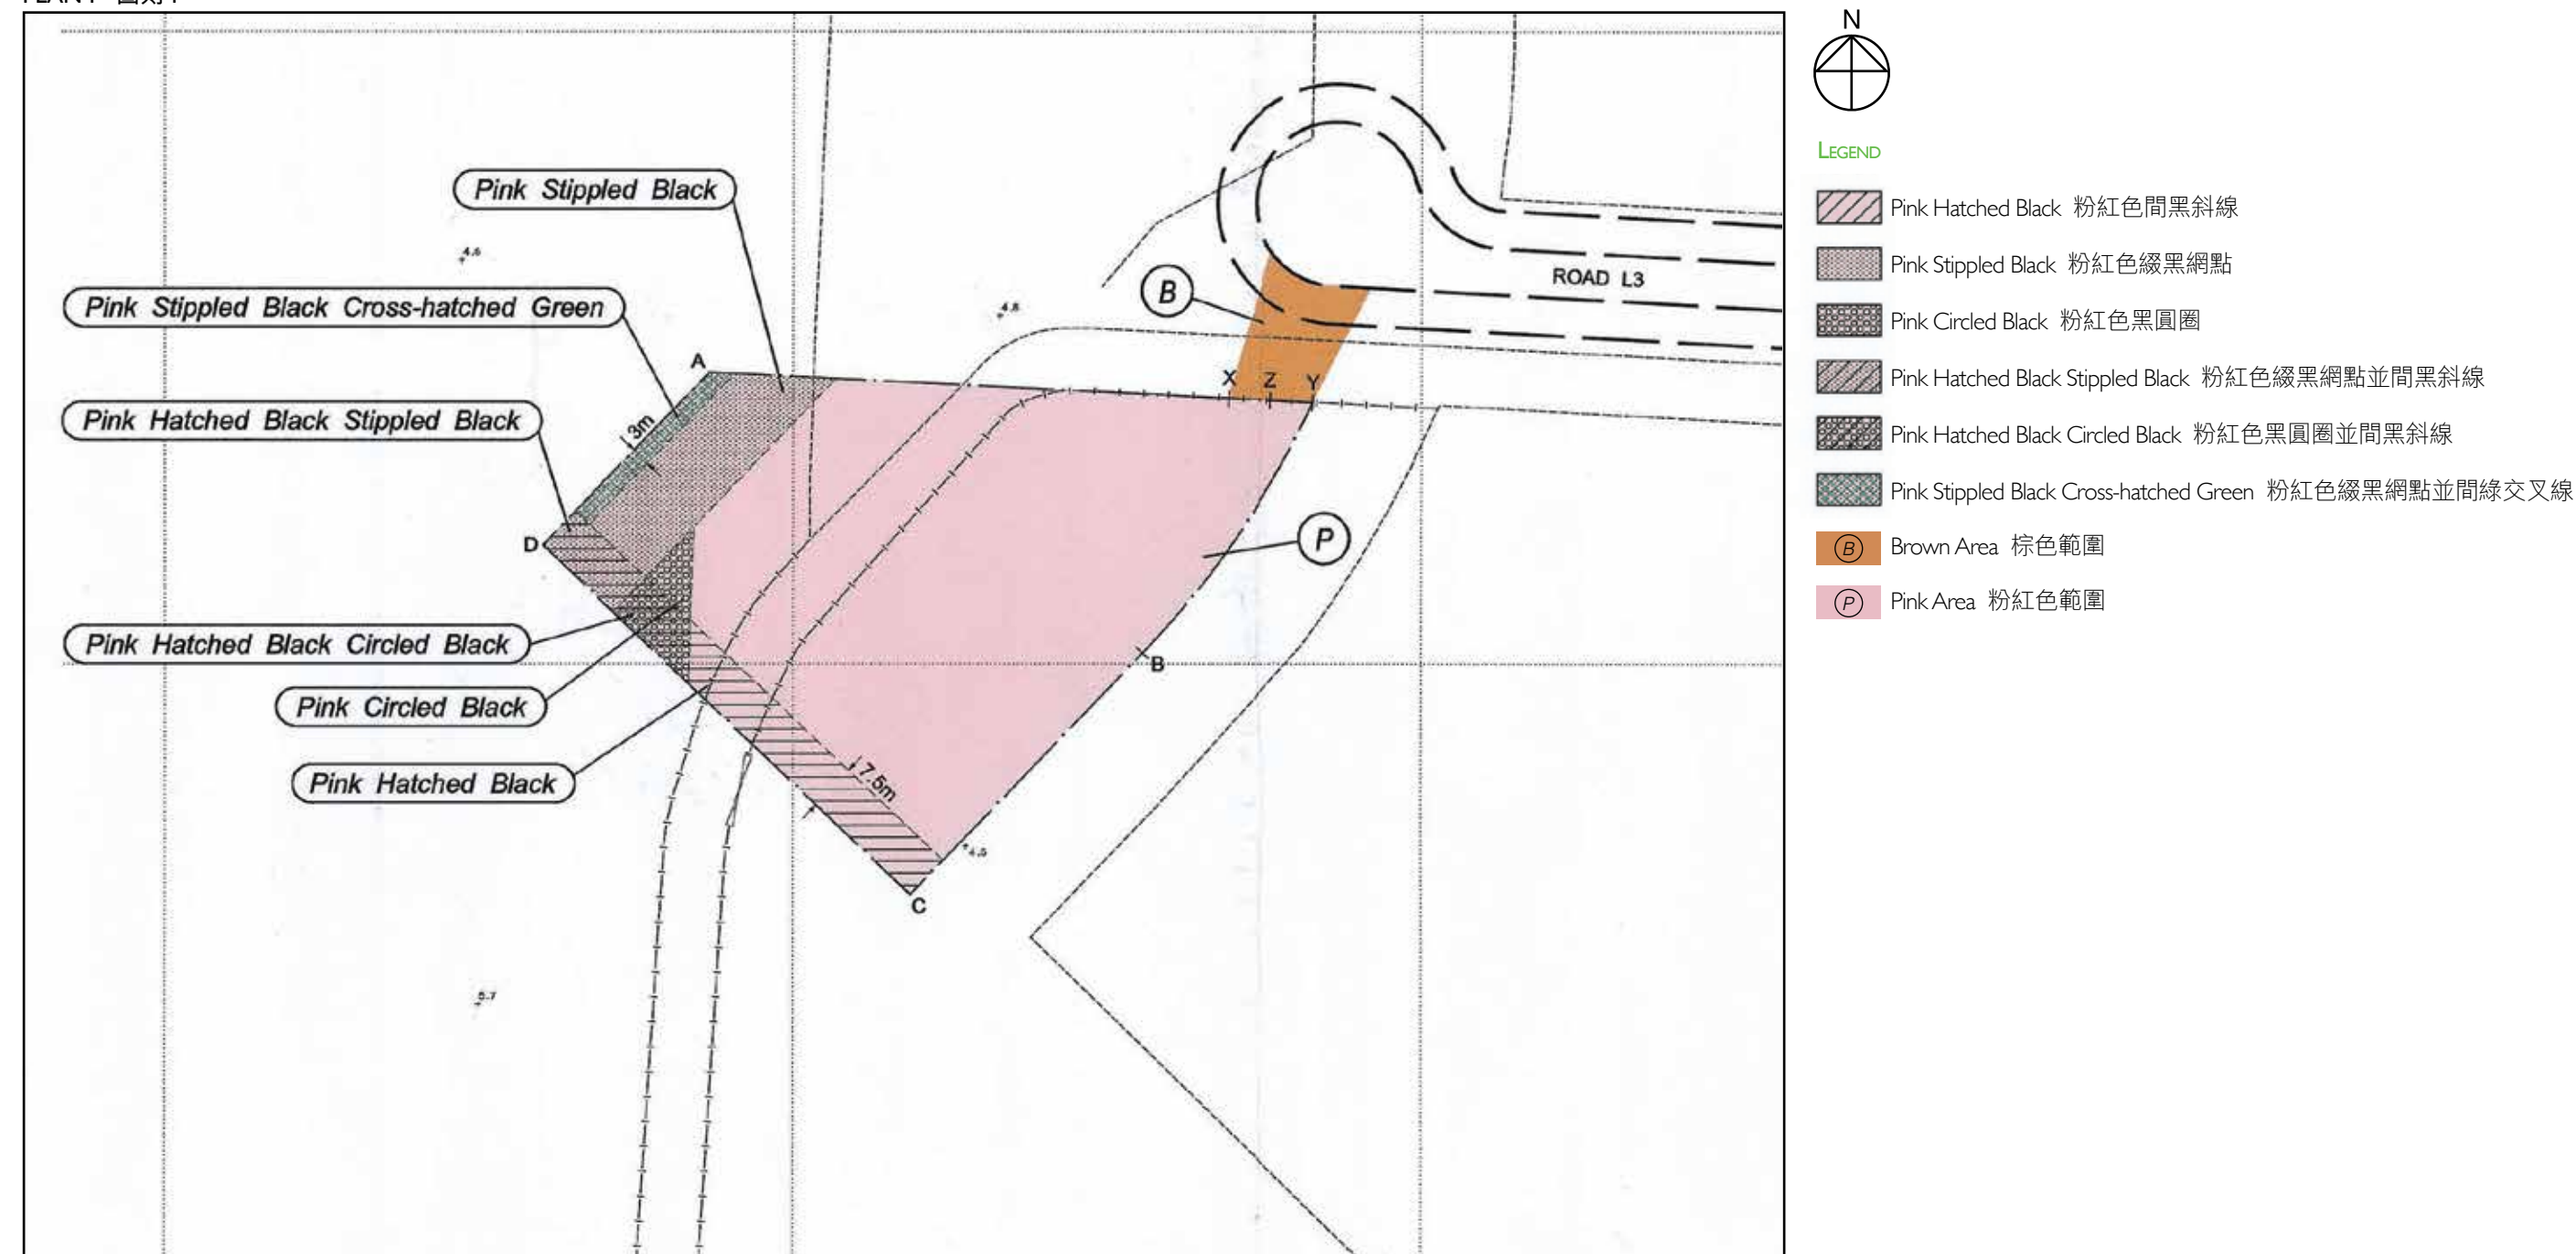 N
LEGEND
Pink Hatched Black 粉紅色間黑斜線
Pink Stippled Black 粉紅色綴黑網點
Pink Circled Black 粉紅色黑圓圈
Pink Hatched Black Stippled Black 粉紅色綴黑網點並間黑斜線
Pink Hatched Black Circled Black 粉紅色黑圓圈並間黑斜線
Pink Stippled Black Cross-hatched Green 粉紅色綴黑網點並間綠交叉線
B Brown Area 棕色範圍
P Pink Area 粉紅色範圍
Pink Stippled Black
4.6
Pink Stippled Black Cross-hatched Green
4.8
B
ROAD L3
A
X Z Y
Pink Hatched Black Stippled Black
3m
D
P
Pink Hatched Black Circled Black
B
Pink Circled Black
Pink Hatched Black
7.5m
C